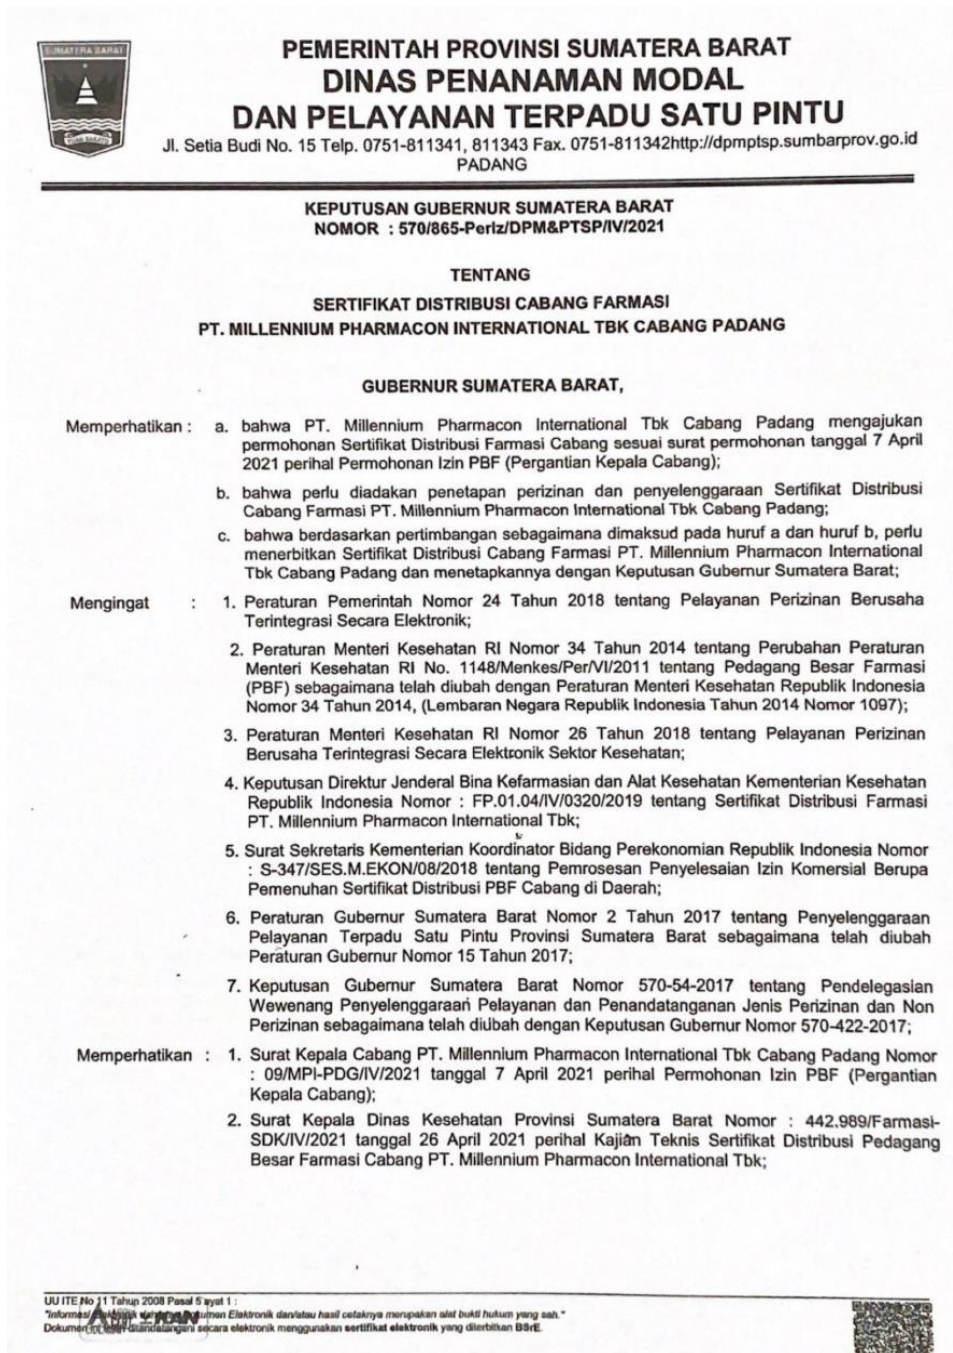 SUMATERA BARAT
PEMERINTAH PROVINSI SUMATERA BARAT
DINAS PENANAMAN MODAL
DAN PELAYANAN TERPADU SATU PINTU
Jl. Setia Budi No. 15 Telp. 0751-811341, 811343 Fax. 0751-811342http://dpmptsp.sumbarprov.go.id
PADANG
KEPUTUSAN GUBERNUR SUMATERA BARAT
NOMOR : 570/865-Periz/DPM&PTSP/IV/2021
TENTANG
SERTIFIKAT DISTRIBUSI CABANG FARMASI
PT. MILLENNIUM PHARMACON INTERNATIONAL TBK CABANG PADANG
GUBERNUR SUMATERA BARAT,
Memperhatikan : a. bahwa PT. Millennium Pharmacon International Tbk Cabang Padang mengajukan
permohonan Sertifikat Distribusi Farmasi Cabang sesuai surat permohonan tanggal 7 April
2021 perihal Permohonan Izin PBF (Pergantian Kepala Cabang);
b. bahwa perlu diadakan penetapan perizinan dan penyelenggaraan Sertifikat Distribusi
Cabang Farmasi PT. Millennium Pharmacon International Tbk Cabang Padang;
c. bahwa berdasarkan pertimbangan sebagaimana dimaksud pada huruf a dan huruf b, perlu
menerbitkan Sertifikat Distribusi Cabang Farmasi PT. Millennium Pharmacon International
Tbk Cabang Padang dan menetapkannya dengan Keputusan Gubernur Sumatera Barat;
Mengingat : 1. Peraturan Pemerintah Nomor 24 Tahun 2018 tentang Pelayanan Perizinan Berusaha
Terintegrasi Secara Elektronik;
2. Peraturan Menteri Kesehatan RI Nomor 34 Tahun 2014 tentang Perubahan Peraturan
Menteri Kesehatan RI No. 1148/Menkes/Per/VI/2011 tentang Pedagang Besar Farmasi
(PBF) sebagaimana telah diubah dengan Peraturan Menteri Kesehatan Republik Indonesia
Nomor 34 Tahun 2014, (Lembaran Negara Republik Indonesia Tahun 2014 Nomor 1097);
3. Peraturan Menteri Kesehatan RI Nomor 26 Tahun 2018 tentang Pelayanan Perizinan
Berusaha Terintegrasi Secara Elektronik Sektor Kesehatan;
4. Keputusan Direktur Jenderal Bina Kefarmasian dan Alat Kesehatan Kementerian Kesehatan
Republik Indonesia Nomor : FP.01.04/IV/0320/2019 tentang Sertifikat Distribusi Farmasi
PT. Millennium Pharmacon International Tbk;
5. Surat Sekretaris Kementerian Koordinator Bidang Perekonomian Republik Indonesia Nomor
: S-347/SES.M.EKON/08/2018 tentang Pemrosesan Penyelesaian Izin Komersial Berupa
Pemenuhan Sertifikat Distribusi PBF Cabang di Daerah;
6. Peraturan Gubernur Sumatera Barat Nomor 2 Tahun 2017 tentang Penyelenggaraan
Pelayanan Terpadu Satu Pintu Provinsi Sumatera Barat sebagaimana telah diubah
Peraturan Gubernur Nomor 15 Tahun 2017;
7. Keputusan Gubernur Sumatera Barat Nomor 570-54-2017 tentang Pendelegasian
Wewenang Penyelenggaraan Pelayanan dan Penandatanganan Jenis Perizinan dan Non
Perizinan sebagaimana telah diubah dengan Keputusan Gubernur Nomor 570-422-2017;
Memperhatikan : 1. Surat Kepala Cabang PT. Millennium Pharmacon International Tbk Cabang Padang Nomor
: 09/MPI-PDG/IV/2021 tanggal 7 April 2021 perihal Permohonan Izin PBF (Pergantian
Kepala Cabang);
2. Surat Kepala Dinas Kesehatan Provinsi Sumatera Barat Nomor : 442.989/Farmasi-
SDK/IV/2021 tanggal 26 April 2021 perihal Kajian Teknis Sertifikat Distribusi Pedagang
Besar Farmasi Cabang PT. Millennium Pharmacon International Tbk;
UU ITE No 11 Tahun 2008 Pasal 5 ayat 1 :
"Informasi Elektronik dan/atau Dokumen Elektronik dan/atau hasil cetaknya merupakan alat bukti hukum yang sah."
Dokumen ditandatangani secara elektronik menggunakan sertifikat elektronik yang diterbitkan BSrE.